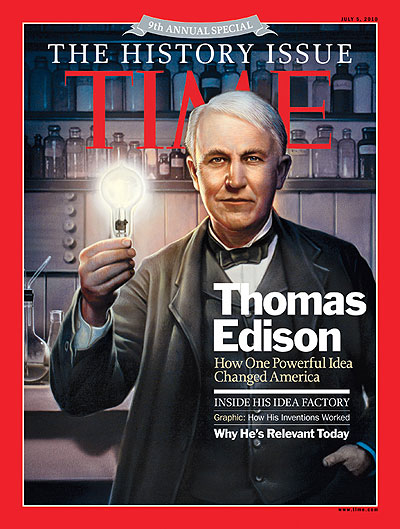 JULY 5, 2010
9th ANNUAL SPECIAL
THE HISTORY ISSUE
TIME
Thomas
Edison
How One Powerful Idea
Changed America
INSIDE HIS IDEA FACTORY
Graphic: How His Inventions Worked
Why He's Relevant Today
www.time.com